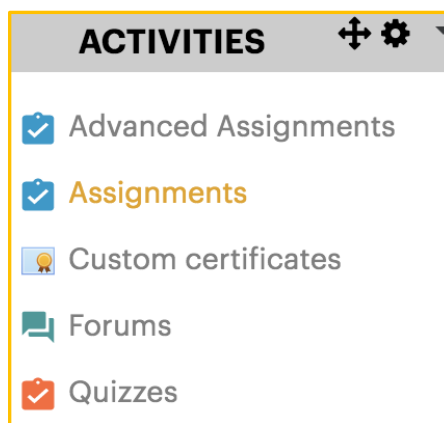 ACTIVITIES
Advanced Assignments
Assignments
Custom certificates
Forums
Quizzes